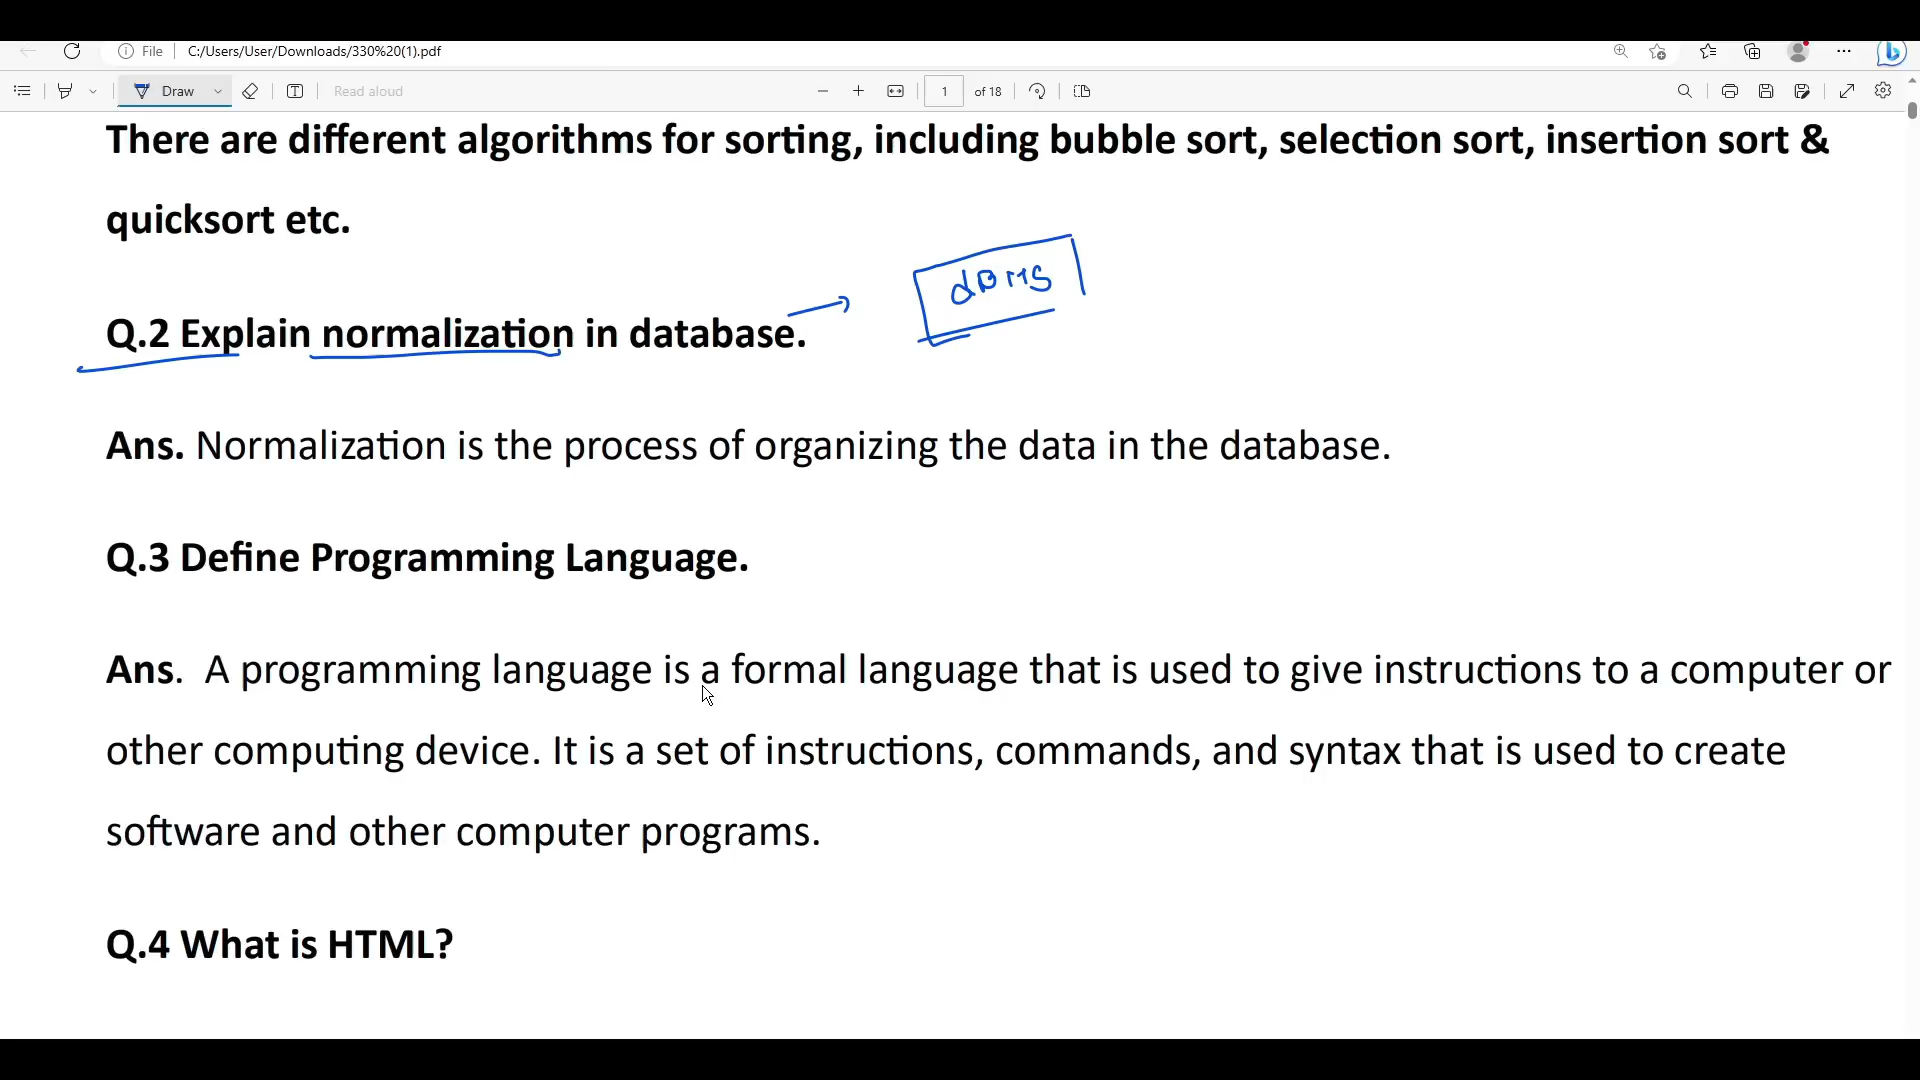 File C:/Users/User/Downloads/330%20(1).pdf
Draw Read aloud 1 of 18
There are different algorithms for sorting, including bubble sort, selection sort, insertion sort &
quicksort etc.
dBMS
Q.2 Explain normalization in database.
Ans. Normalization is the process of organizing the data in the database.
Q.3 Define Programming Language.
Ans.  A programming language is a formal language that is used to give instructions to a computer or
other computing device. It is a set of instructions, commands, and syntax that is used to create
software and other computer programs.
Q.4 What is HTML?